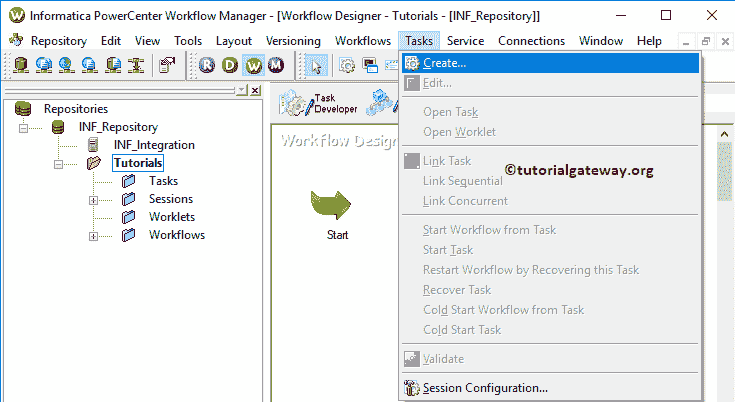 Informatica PowerCenter Workflow Manager - [Workflow Designer - Tutorials - [INF_Repository]]
Repository Edit View Tools Layout Versioning Workflows Tasks Service Connections Window Help
R D W M
Repositories
INF_Repository
INF_Integration
Tutorials
Tasks
Sessions
Worklets
Workflows
Task
Developer
Workflow Desig
Start
Create...
Edit...
Open Task
Open Worklet
Link Task
Link Sequential
Link Concurrent
©tutorialgateway.org
Start Workflow from Task
Start Task
Restart Workflow by Recovering this Task
Recover Task
Cold Start Workflow from Task
Cold Start Task
Validate
Session Configuration...